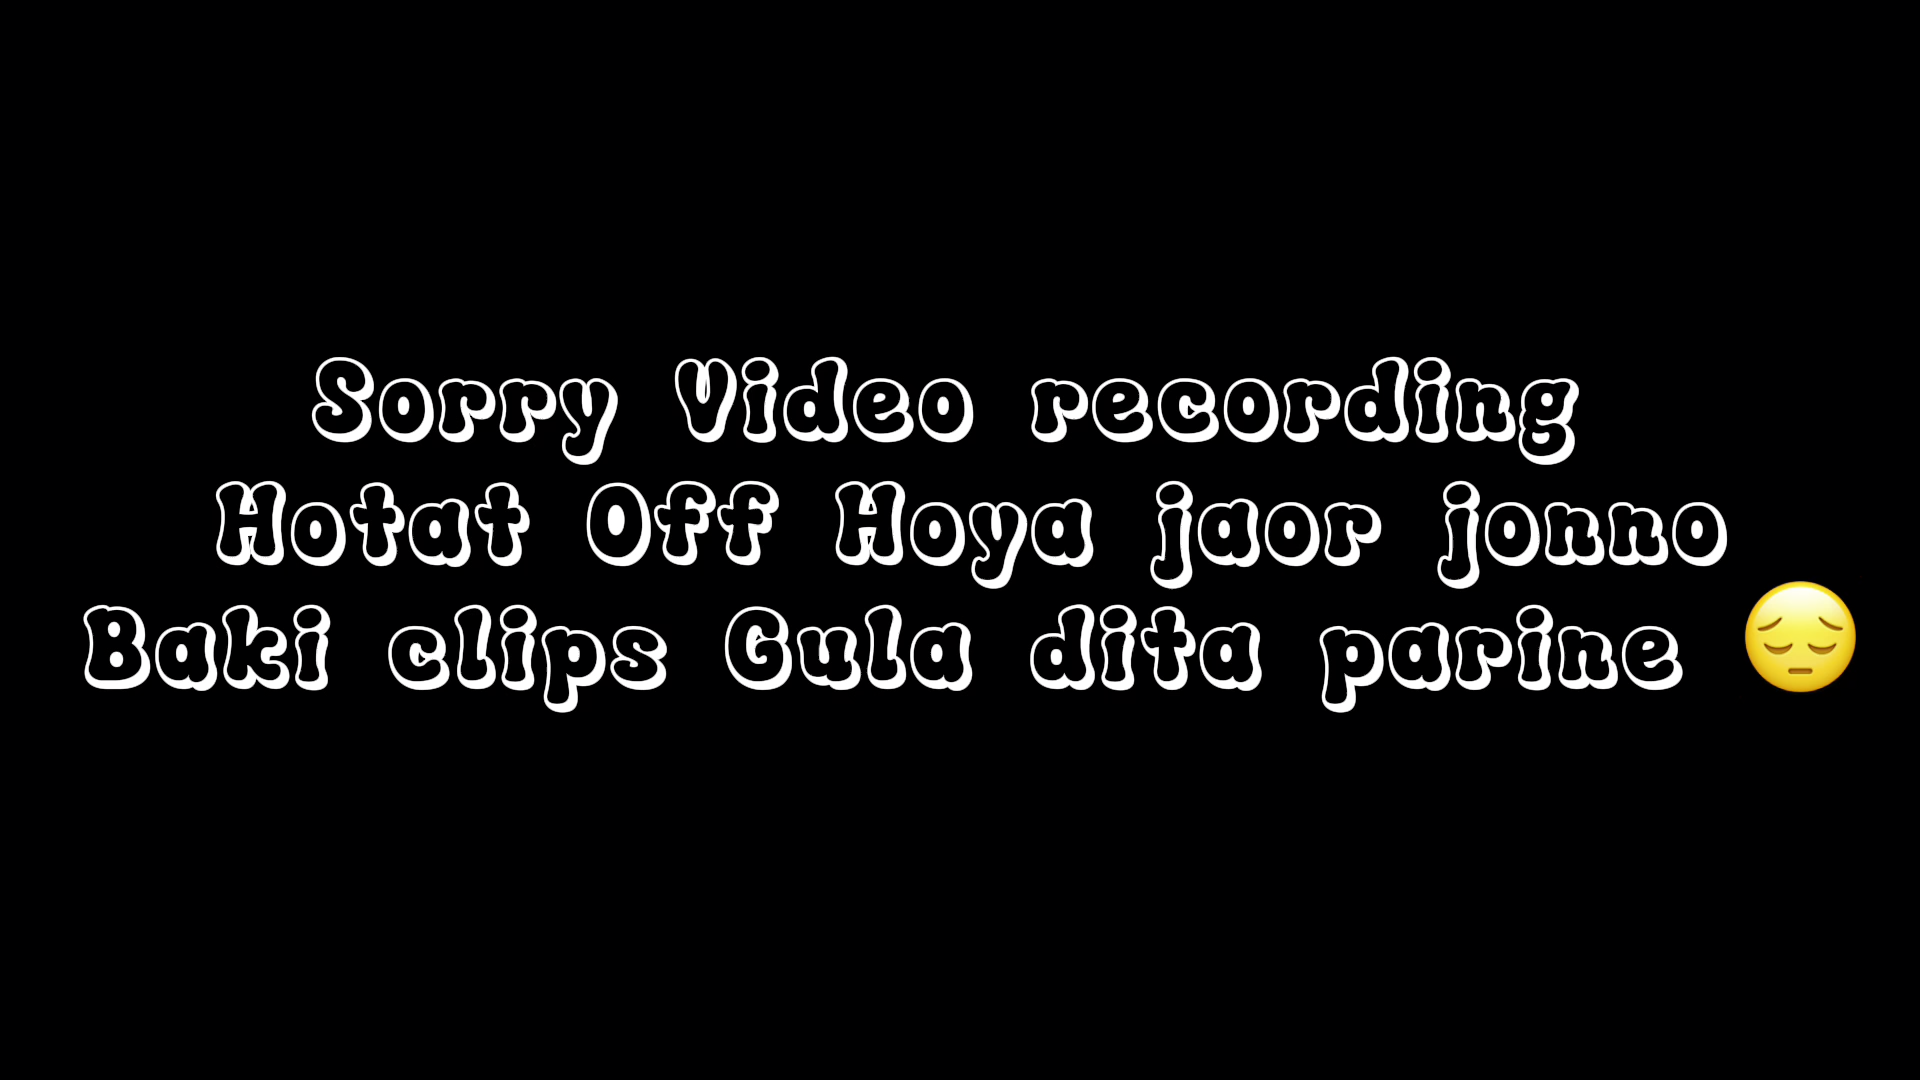 Sorry Video recording
Hotat Off Hoya jaor jonno
Baki clips Gula dita parine 😔